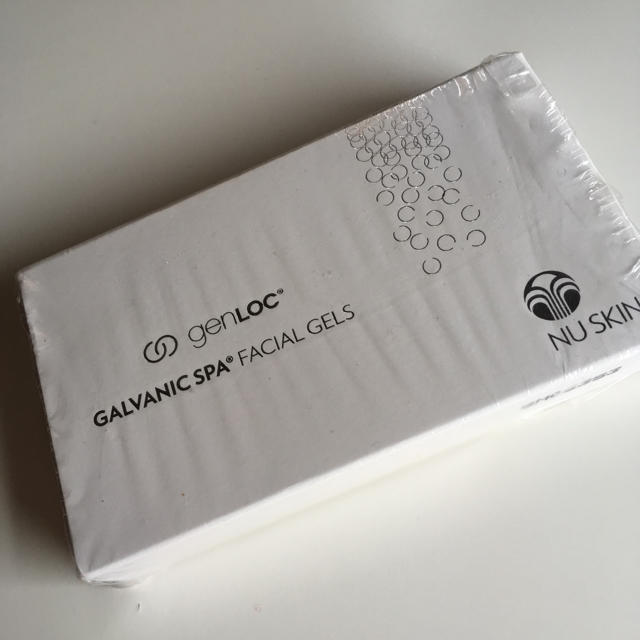 genLOC®
GALVANIC SPA® FACIAL GELS
NU SKIN